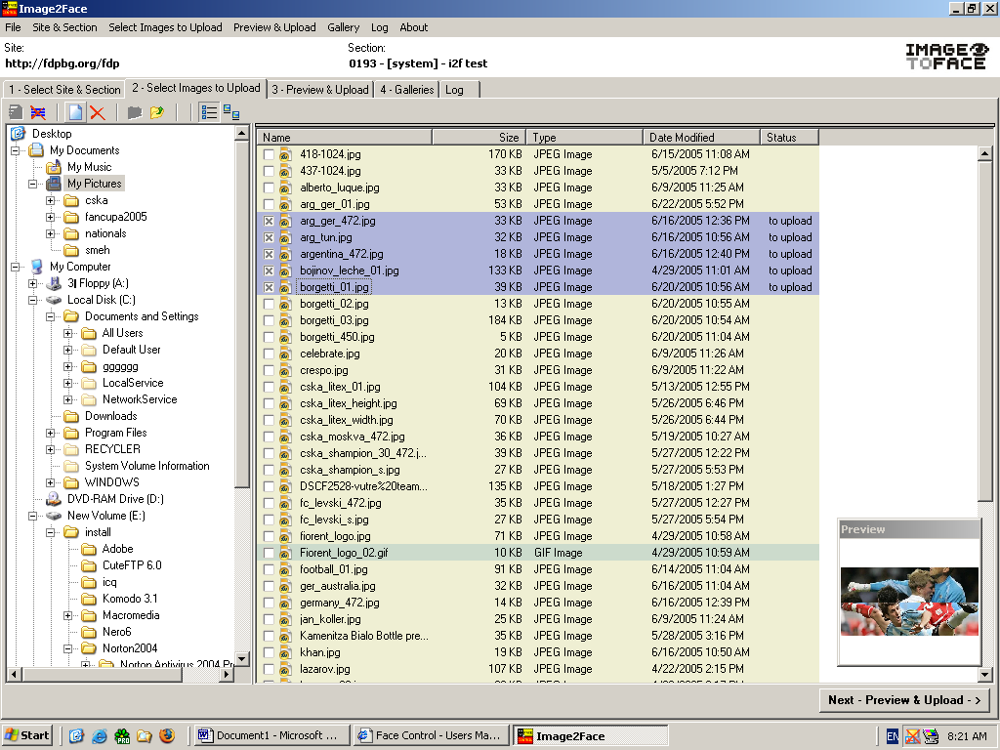 Image2Face
File Site & Section Select Images to Upload Preview & Upload Gallery Log About
Site: Section:
http://fdpbg.org/fdp 0193 - [system] - i2f test
IMAGE TOFACE
1 - Select Site & Section 2 - Select Images to Upload 3 - Preview & Upload 4 - Galleries Log
Desktop
My Documents
My Music
My Pictures
cska
fancupa2005
nationals
smeh
My Computer
3½ Floppy (A:)
Local Disk (C:)
Documents and Settings
All Users
Default User
gggggg
LocalService
NetworkService
Downloads
Program Files
RECYCLER
System Volume Information
WINDOWS
DVD-RAM Drive (D:)
New Volume (E:)
install
Adobe
CuteFTP 6.0
icq
Komodo 3.1
Macromedia
Nero6
Norton2004
Norton Antivirus 2004 Pr
Name Size Type Date Modified Status
418-1024.jpg 170 KB JPEG Image 6/15/2005 11:08 AM
437-1024.jpg 33 KB JPEG Image 5/5/2005 7:12 PM
alberto_luque.jpg 33 KB JPEG Image 6/9/2005 11:25 AM
arg_ger_01.jpg 53 KB JPEG Image 6/22/2005 5:52 PM
arg_ger_472.jpg 33 KB JPEG Image 6/16/2005 12:36 PM to upload
arg_tun.jpg 32 KB JPEG Image 6/16/2005 10:56 AM to upload
argentina_472.jpg 18 KB JPEG Image 6/16/2005 12:40 PM to upload
bojinov_leche_01.jpg 133 KB JPEG Image 4/29/2005 11:01 AM to upload
borgetti_01.jpg 39 KB JPEG Image 6/20/2005 10:56 AM to upload
borgetti_02.jpg 13 KB JPEG Image 6/20/2005 10:55 AM
borgetti_03.jpg 184 KB JPEG Image 6/20/2005 10:54 AM
borgetti_450.jpg 5 KB JPEG Image 6/20/2005 11:04 AM
celebrate.jpg 20 KB JPEG Image 6/9/2005 11:26 AM
crespo.jpg 31 KB JPEG Image 6/9/2005 11:22 AM
cska_litex_01.jpg 104 KB JPEG Image 5/13/2005 12:55 PM
cska_litex_height.jpg 69 KB JPEG Image 5/26/2005 6:46 PM
cska_litex_width.jpg 70 KB JPEG Image 5/26/2005 6:44 PM
cska_moskva_472.jpg 36 KB JPEG Image 5/19/2005 10:27 AM
cska_shampion_30_472.j... 39 KB JPEG Image 5/27/2005 12:22 PM
cska_shampion_s.jpg 27 KB JPEG Image 5/27/2005 5:53 PM
DSCF2528-vutre%20team... 135 KB JPEG Image 5/18/2005 1:27 PM
fc_levski_472.jpg 35 KB JPEG Image 5/27/2005 12:27 PM
fc_levski_s.jpg 27 KB JPEG Image 5/27/2005 5:54 PM
fiorent_logo.jpg 71 KB JPEG Image 4/29/2005 10:58 AM
Fiorent_logo_02.gif 10 KB GIF Image 4/29/2005 10:59 AM
football_01.jpg 91 KB JPEG Image 6/14/2005 11:04 AM
ger_australia.jpg 32 KB JPEG Image 6/16/2005 11:04 AM
germany_472.jpg 14 KB JPEG Image 6/16/2005 12:39 PM
jan_koller.jpg 25 KB JPEG Image 6/9/2005 11:24 AM
Kamenitza Bialo Bottle pre... 35 KB JPEG Image 5/28/2005 3:16 PM
khan.jpg 19 KB JPEG Image 6/16/2005 10:50 AM
lazarov.jpg 107 KB JPEG Image 4/22/2005 2:15 PM
Preview
Next - Preview & Upload - >
Start Document1 - Microsoft ... Face Control - Users Ma... Image2Face EN 8:21 AM